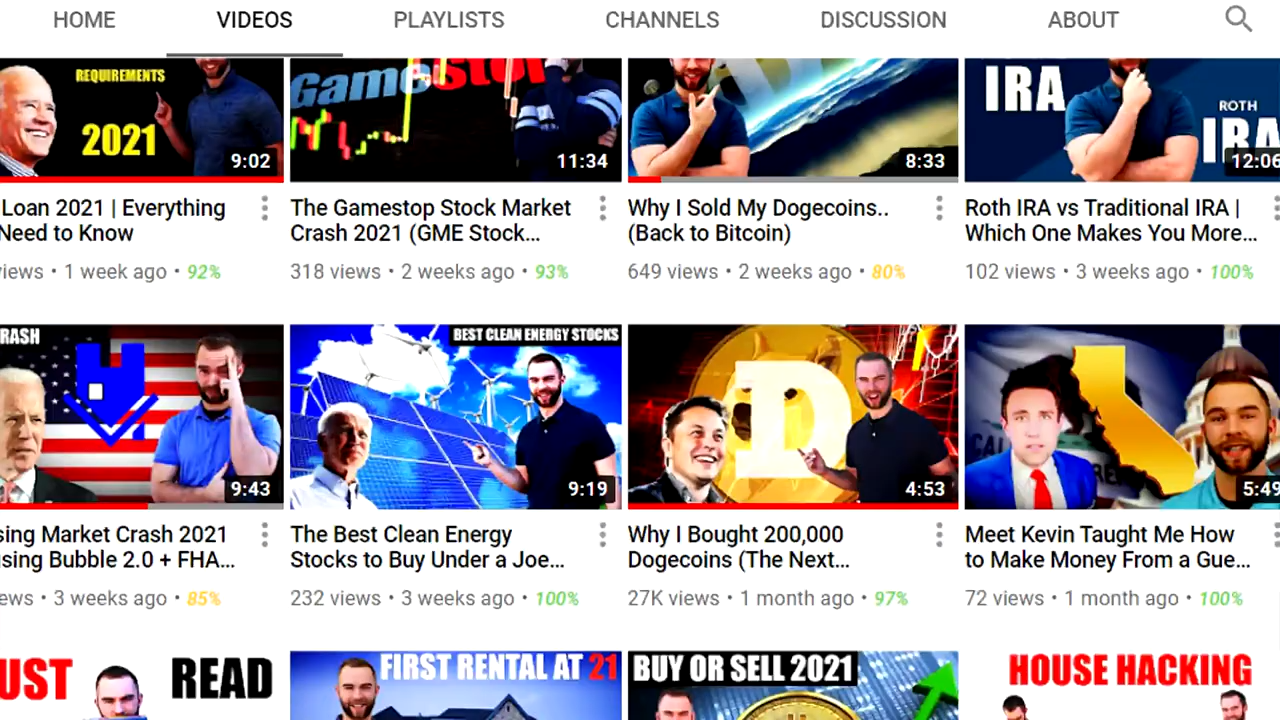 HOME VIDEOS PLAYLISTS CHANNELS DISCUSSION ABOUT
REQUIREMENTS
2021
9:02
Gamestop
11:34
8:33
IRA
ROTH
IRA
12:06
Loan 2021 | Everything
Need to Know
views • 1 week ago • 92%
The Gamestop Stock Market
Crash 2021 (GME Stock...
318 views • 2 weeks ago • 93%
Why I Sold My Dogecoins..
(Back to Bitcoin)
649 views • 2 weeks ago • 80%
Roth IRA vs Traditional IRA |
Which One Makes You More...
102 views • 3 weeks ago • 100%
RASH
9:43
BEST CLEAN ENERGY STOCKS
9:19
D
4:53
5:49
sing Market Crash 2021
using Bubble 2.0 + FHA...
ews • 3 weeks ago • 85%
The Best Clean Energy
Stocks to Buy Under a Joe...
232 views • 3 weeks ago • 100%
Why I Bought 200,000
Dogecoins (The Next...
27K views • 1 month ago • 97%
Meet Kevin Taught Me How
to Make Money From a Gue...
72 views • 1 month ago • 100%
UST READ
FIRST RENTAL AT 21
BUY OR SELL 2021
HOUSE HACKING